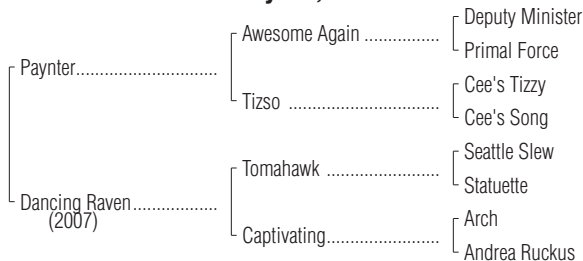 Deputy Minister
Awesome Again ................
Primal Force
Paynter..............................
Cee's Tizzy
Tizso ................................
Cee's Song
Seattle Slew
Tomahawk ........................
Statuette
Dancing Raven..................
(2007)
Arch
Captivating........................
Andrea Ruckus